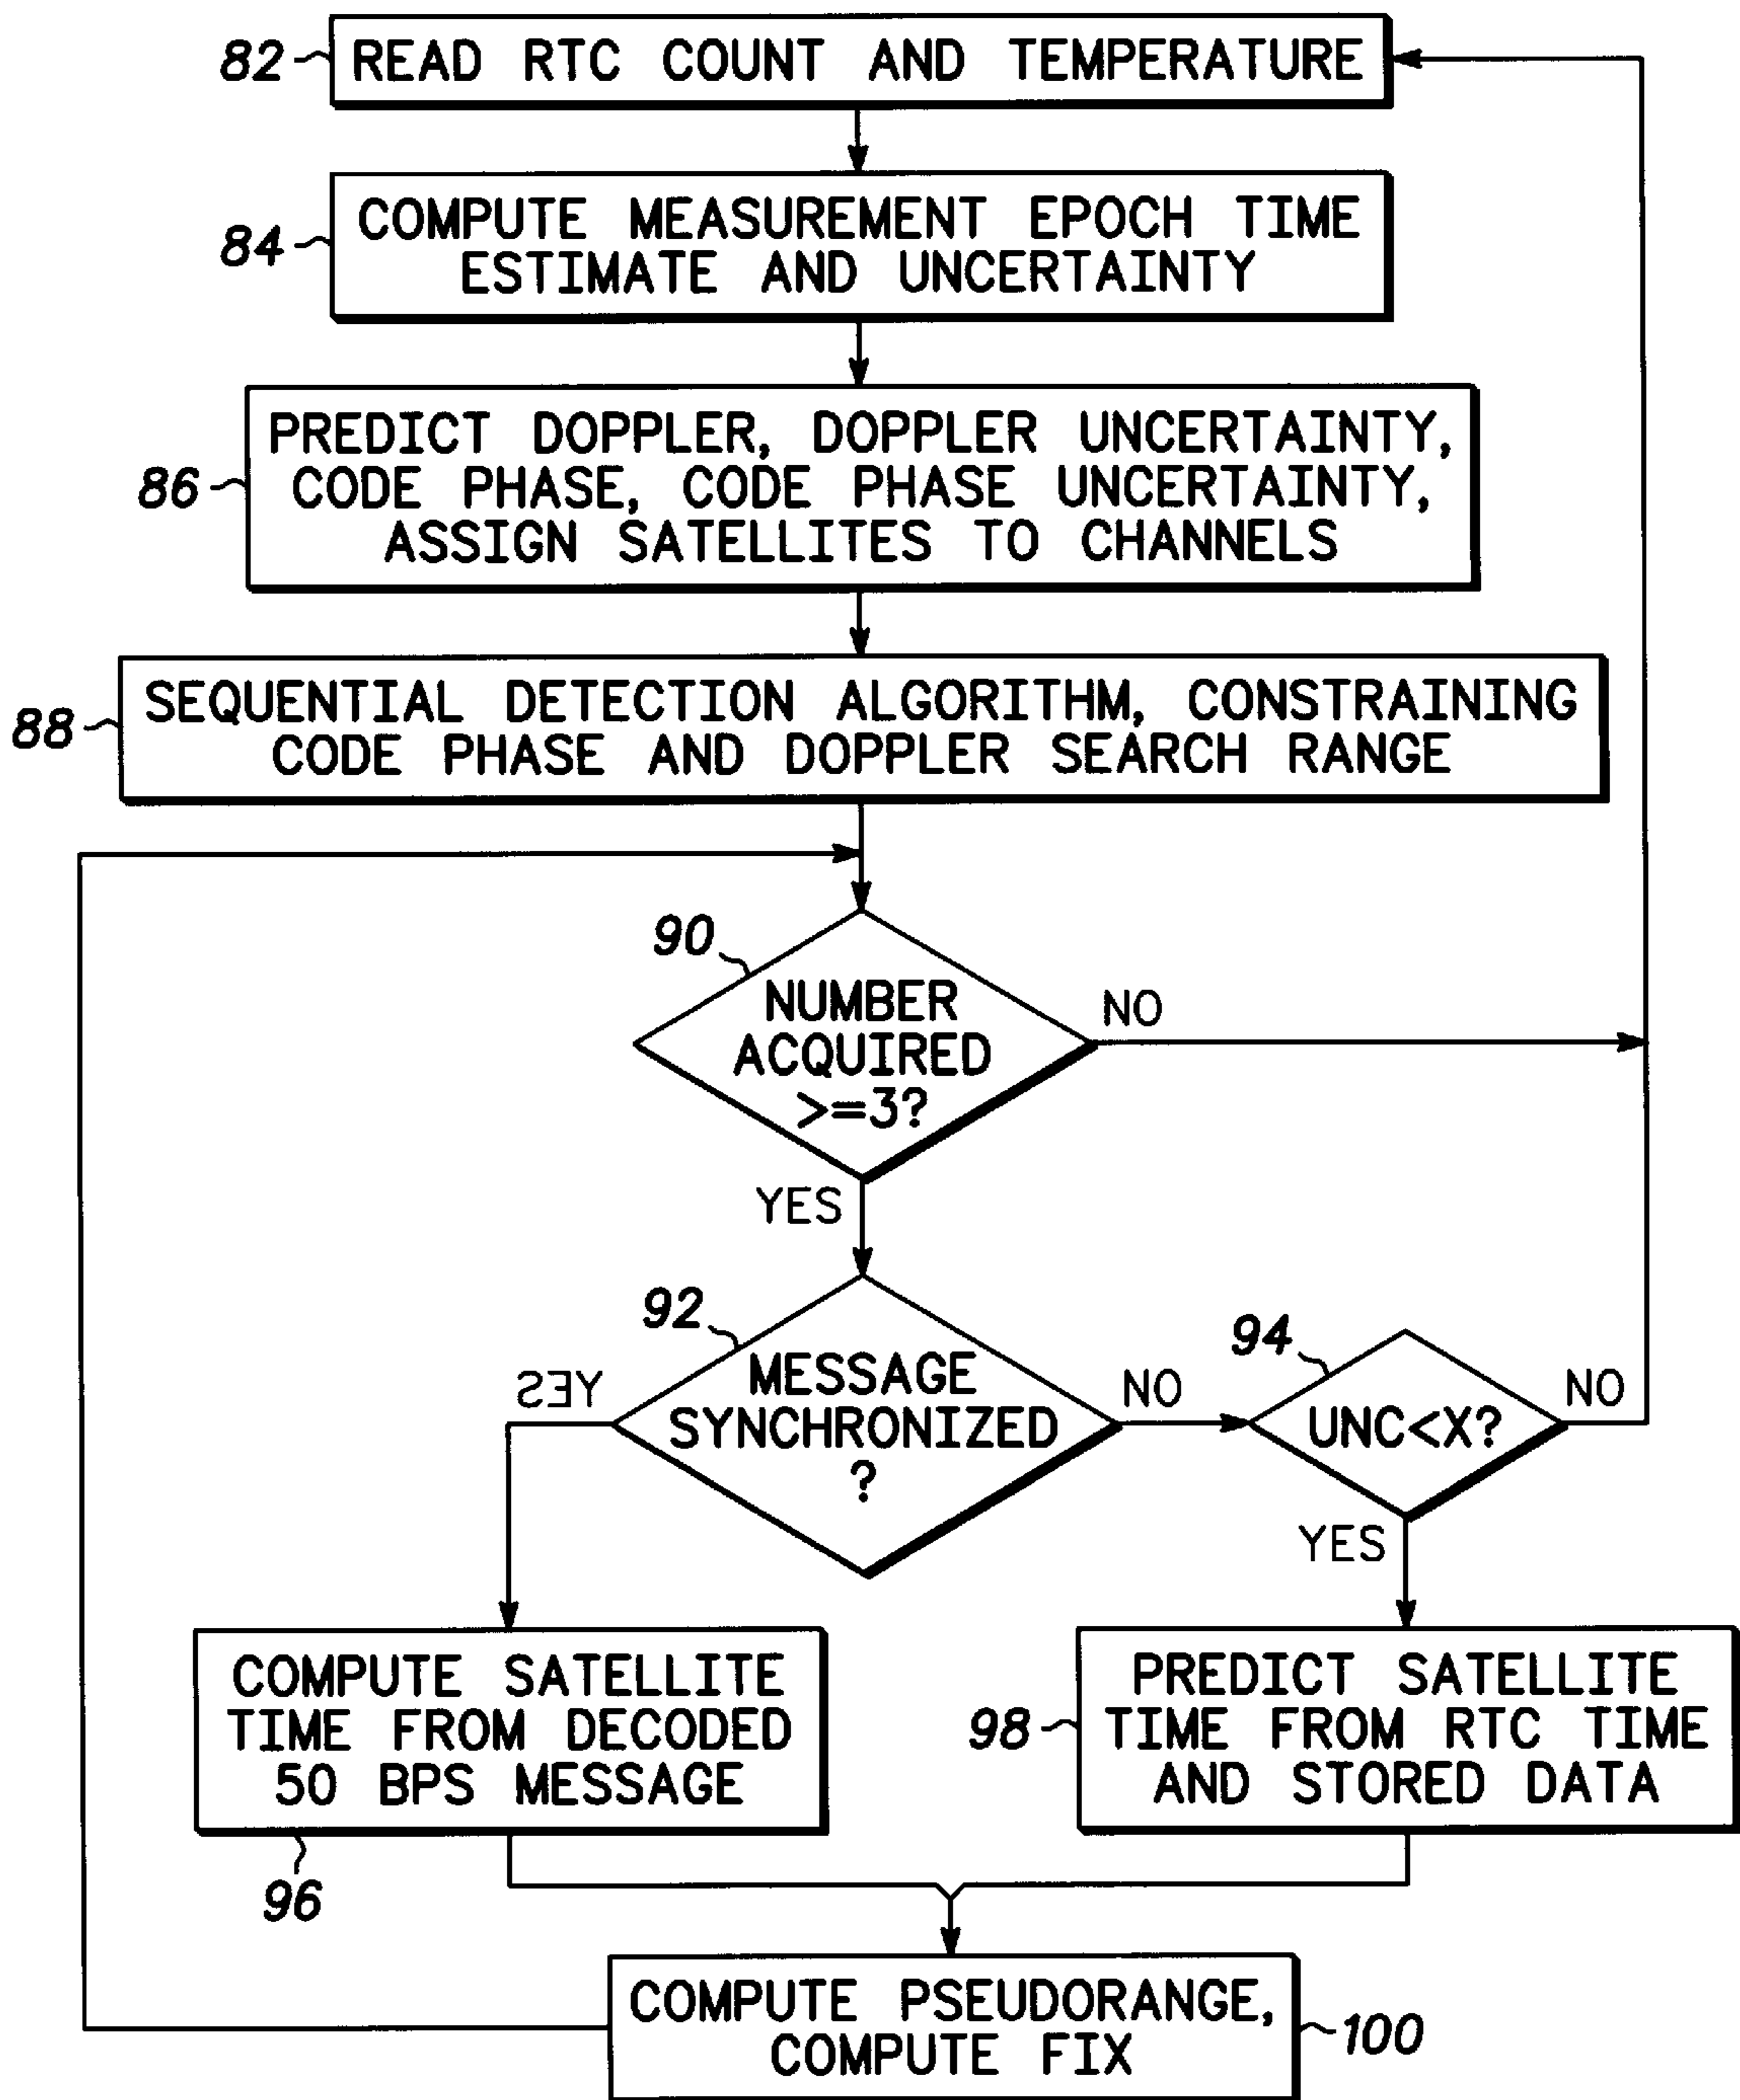 82
READ RTC COUNT AND TEMPERATURE
84
COMPUTE MEASUREMENT EPOCH TIME
ESTIMATE AND UNCERTAINTY
86
PREDICT DOPPLER, DOPPLER UNCERTAINTY,
CODE PHASE, CODE PHASE UNCERTAINTY,
ASSIGN SATELLITES TO CHANNELS
88
SEQUENTIAL DETECTION ALGORITHM, CONSTRAINING
CODE PHASE AND DOPPLER SEARCH RANGE
90
NUMBER
ACQUIRED
>=3?
NO
YES
92
MESSAGE
SYNCHRONIZED
?
YES
NO
94
UNC<X?
NO
YES
COMPUTE SATELLITE
TIME FROM DECODED
50 BPS MESSAGE
96
98
PREDICT SATELLITE
TIME FROM RTC TIME
AND STORED DATA
COMPUTE PSEUDORANGE,
COMPUTE FIX
100